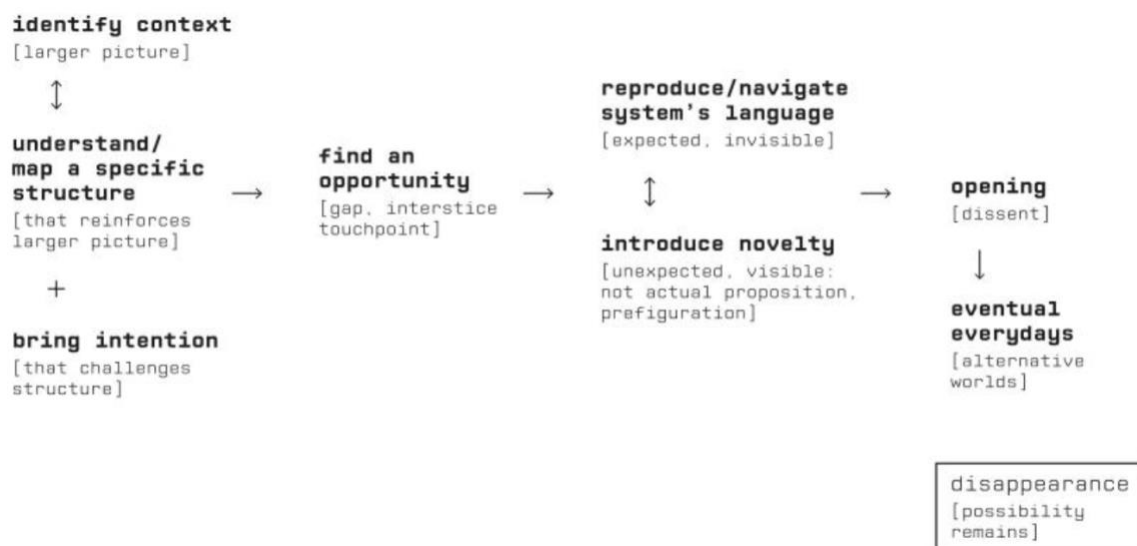 identify context
[larger picture]
↕
understand/
map a specific
structure
[that reinforces
larger picture]
+
bring intention
[that challenges
structure]
→
find an
opportunity
[gap, interstice
touchpoint]
→
reproduce/navigate
system's language
[expected, invisible]
↕
introduce novelty
[unexpected, visible:
not actual proposition,
prefiguration]
→
opening
[dissent]
↓
eventual
everydays
[alternative
worlds]
disappearance
[possibility
remains]